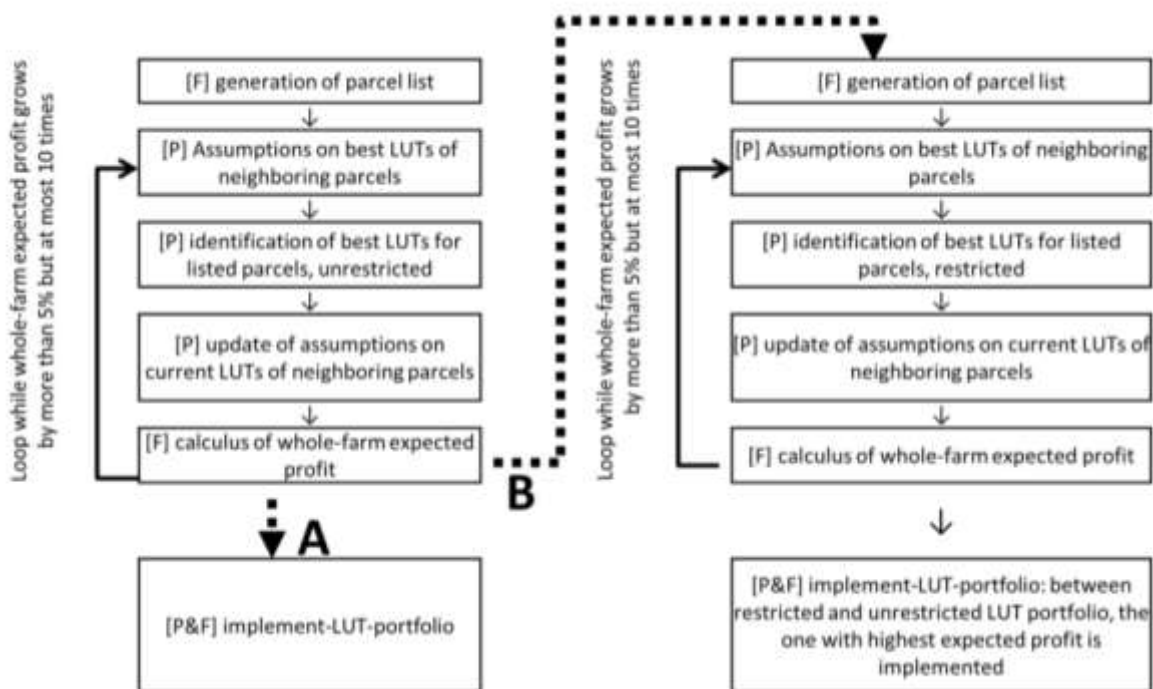 Loop while whole-farm expected profit grows
by more than 5% but at most 10 times
[F] generation of parcel list
[P] Assumptions on best LUTs of
neighboring parcels
[P] identification of best LUTs for
listed parcels, unrestricted
[P] update of assumptions on
current LUTs of neighboring parcels
[F] calculus of whole-farm expected
profit
A
[P&F] implement-LUT-portfolio
B
Loop while whole-farm expected profit grows
by more than 5% but at most 10 times
[F] generation of parcel list
[P] Assumptions on best LUTs of neighboring
parcels
[P] identification of best LUTs for listed
parcels, restricted
[P] update of assumptions on current LUTs of
neighboring parcels
[F] calculus of whole-farm expected profit
[P&F] implement-LUT-portfolio: between
restricted and unrestricted LUT portfolio, the
one with highest expected profit is
implemented